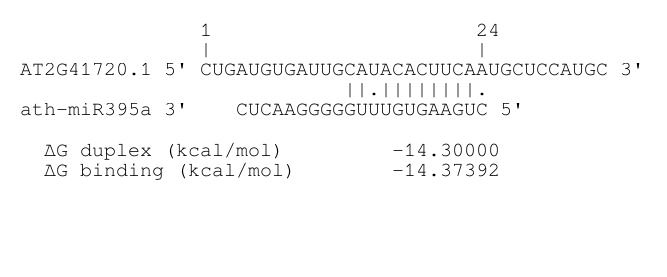 1 24
| |
AT2G41720.1 5' CUGAUGUGAUUGCAUACACUUCAAUGCUCCAUGC 3'
||.||||||||.
ath-miR395a 3' CUCAAGGGGGUUUGUGAAGUC 5'
ΔG duplex (kcal/mol) -14.30000
ΔG binding (kcal/mol) -14.37392